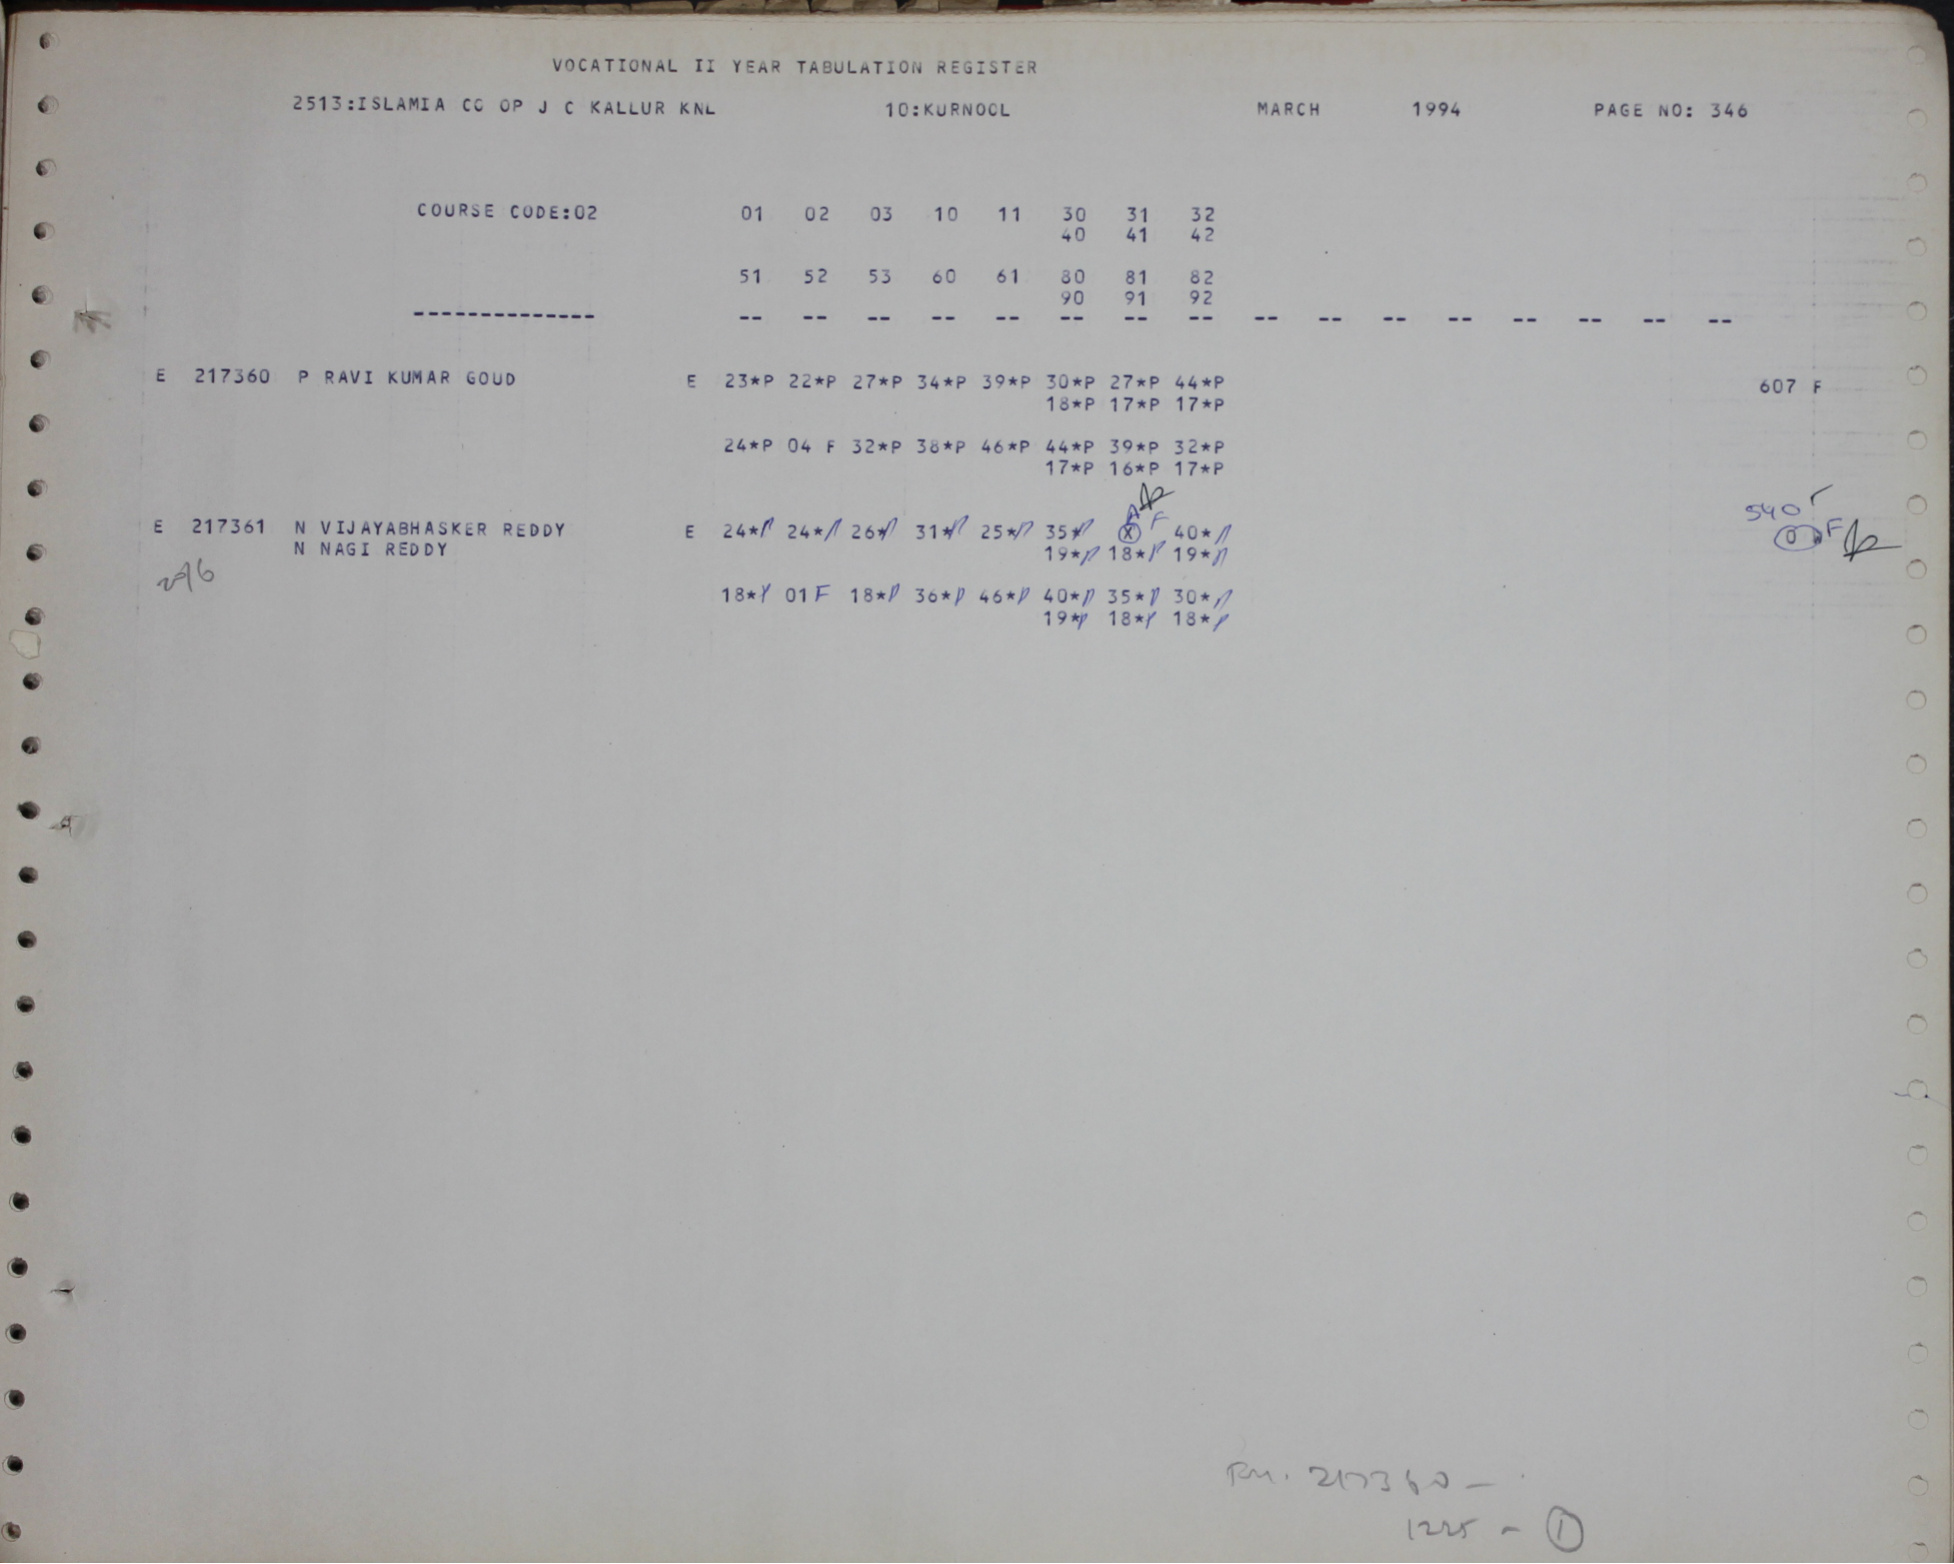 VOCATIONAL II YEAR TABULATION REGISTER
2513:ISLAMIA CO OP J C KALLUR KNL 10:KURNOOL MARCH 1994 PAGE NO: 346
COURSE CODE:02 01 02 03 10 11 30 31 32
40 41 42
51 52 53 60 61 80 81 82
90 91 92
-------------- -- -- -- -- -- -- -- -- -- -- -- -- -- -- -- --
E 217360 P RAVI KUMAR GOUD E 23*P 22*P 27*P 34*P 39*P 30*P 27*P 44*P 607 F
18*P 17*P 17*P
24*P 04 F 32*P 38*P 46*P 44*P 39*P 32*P
17*P 16*P 17*P
A F 540
E 217361 N VIJAYABHASKER REDDY E 24*P 24*P 26*P 31*P 25*P 35*P X 40*P 0 F
N NAGI REDDY 19*P 18*P 19*P
18*P 01 F 18*P 36*P 46*P 40*P 35*P 30*P
19*P 18*P 18*P
217360 -
1225 - 1